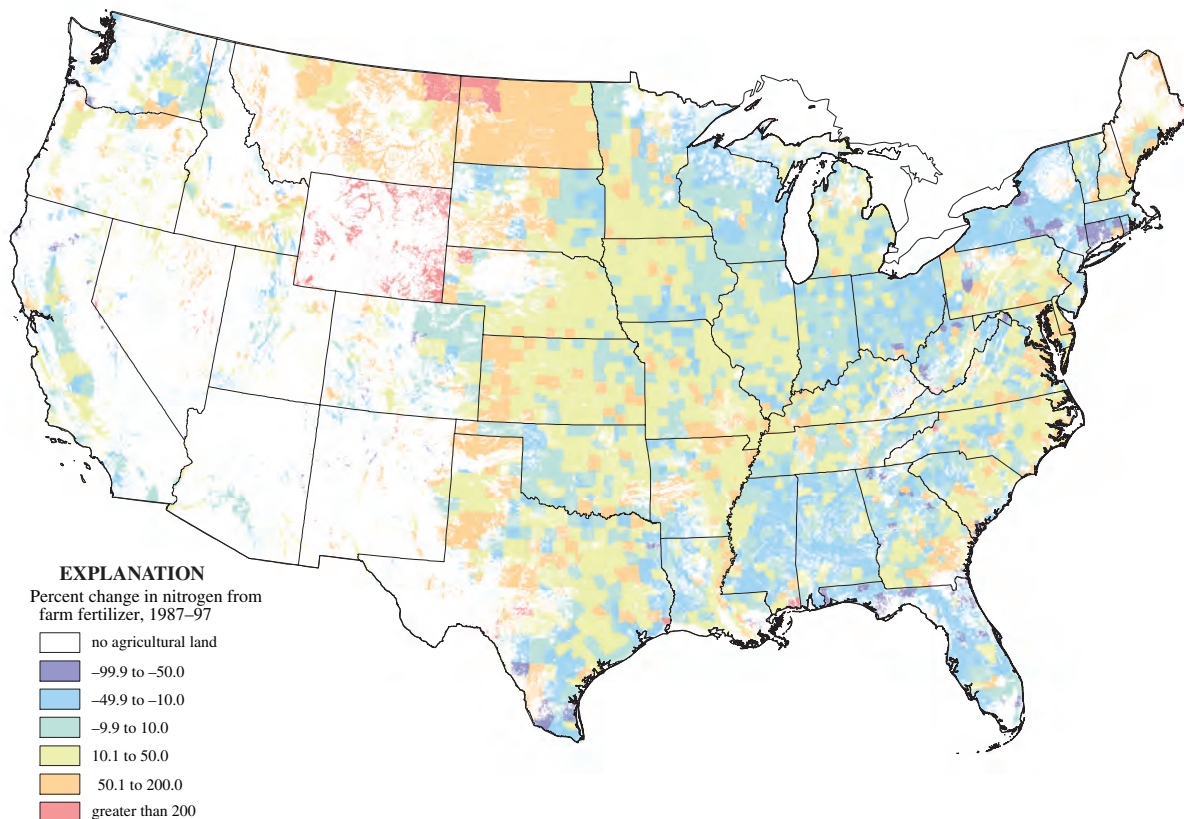 EXPLANATION
Percent change in nitrogen from
farm fertilizer, 1987–97
no agricultural land
–99.9 to –50.0
–49.9 to –10.0
–9.9 to 10.0
10.1 to 50.0
50.1 to 200.0
greater than 200